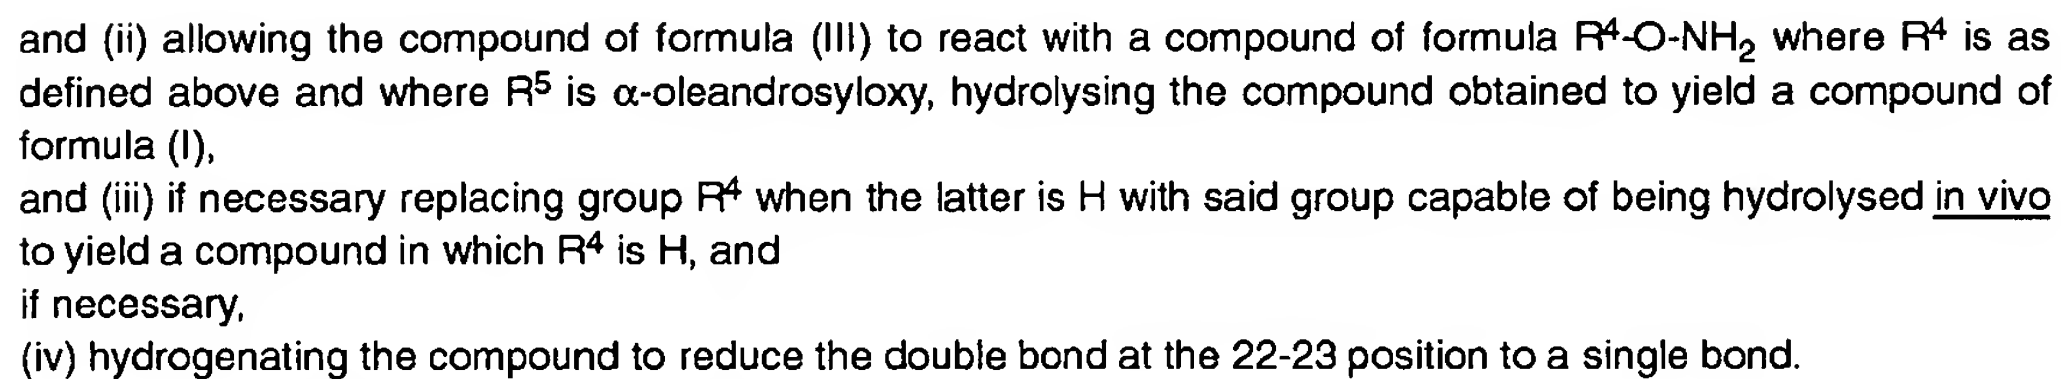 and (ii) allowing the compound of formula (III) to react with a compound of formula R⁴-O-NH₂ where R⁴ is as
defined above and where R⁵ is α-oleandrosyloxy, hydrolysing the compound obtained to yield a compound of
formula (I),
and (iii) if necessary replacing group R⁴ when the latter is H with said group capable of being hydrolysed in vivo
to yield a compound in which R⁴ is H, and
if necessary,
(iv) hydrogenating the compound to reduce the double bond at the 22-23 position to a single bond.